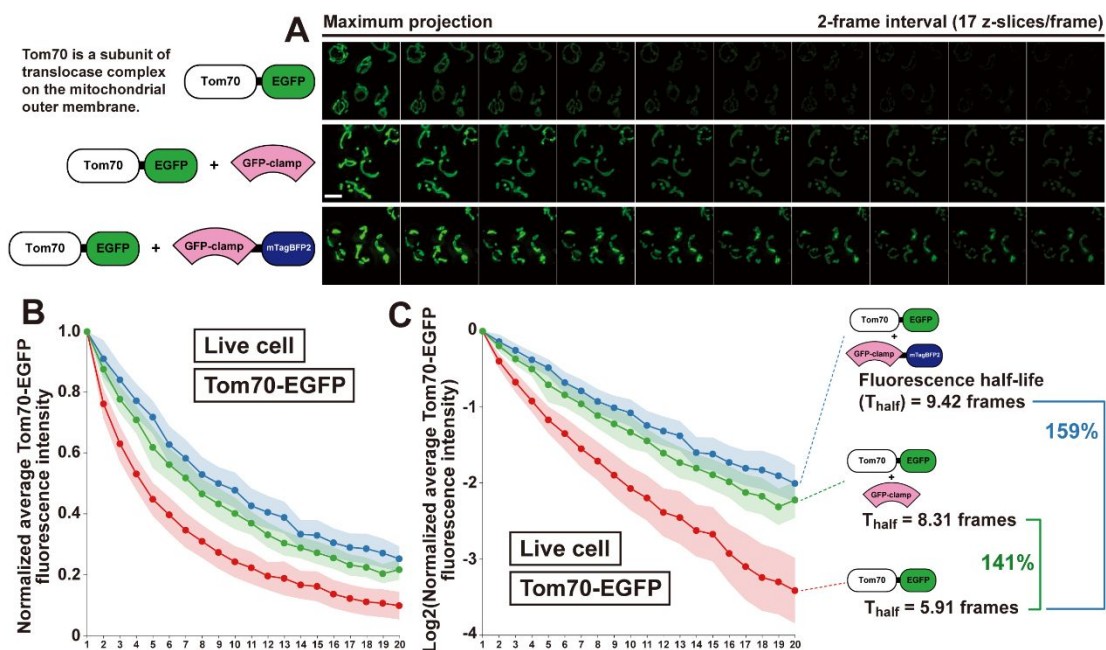 A
Maximum projection
2-frame interval (17 z-slices/frame)
Tom70 is a subunit of
translocase complex
on the mitochondrial
outer membrane.
Tom70 EGFP
Tom70 EGFP + GFP-clamp
Tom70 EGFP + GFP-clamp mTagBFP2
B
Normalized average Tom70-EGFP
fluorescence intensity
1.0
0.8
0.6
0.4
0.2
0
Live cell
Tom70-EGFP
1 2 3 4 5 6 7 8 9 10 11 12 13 14 15 16 17 18 19 20
C
Log2(Normalized average Tom70-EGFP
fluorescence intensity)
0
-1
-2
-3
-4
Live cell
Tom70-EGFP
1 2 3 4 5 6 7 8 9 10 11 12 13 14 15 16 17 18 19 20
Tom70 EGFP
+
GFP-clamp mTagBFP2
Fluorescence half-life
(Thalf) = 9.42 frames
159%
Tom70 EGFP
+
GFP-clamp
Thalf = 8.31 frames
141%
Tom70 EGFP
Thalf = 5.91 frames